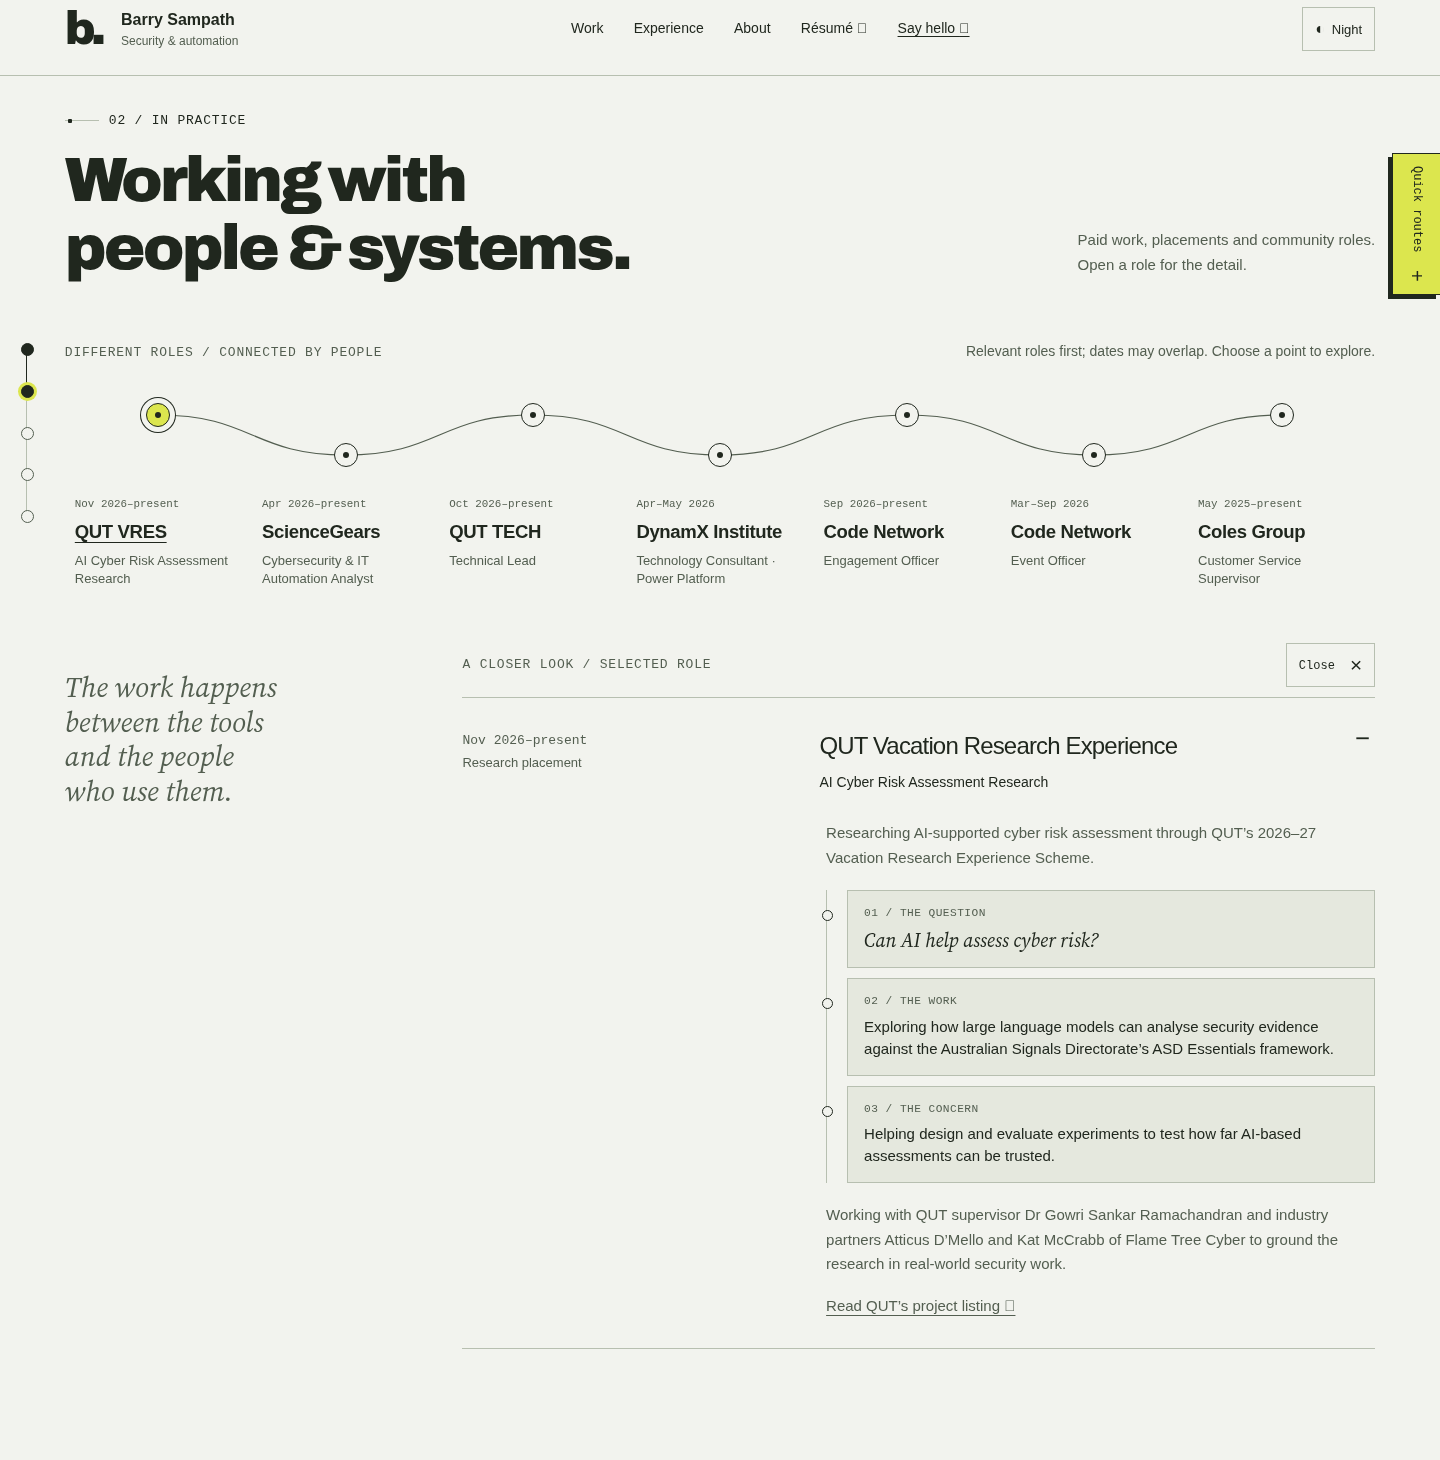 b.
Barry Sampath
Security & automation
Work
Experience
About
Résumé
Say hello
Night
02 / IN PRACTICE
Working with
people & systems.
Paid work, placements and community roles.
Open a role for the detail.
Quick routes +
DIFFERENT ROLES / CONNECTED BY PEOPLE
Relevant roles first; dates may overlap. Choose a point to explore.
Nov 2026–present
QUT VRES
AI Cyber Risk Assessment
Research
Apr 2026–present
ScienceGears
Cybersecurity & IT
Automation Analyst
Oct 2026–present
QUT TECH
Technical Lead
Apr–May 2026
DynamX Institute
Technology Consultant ·
Power Platform
Sep 2026–present
Code Network
Engagement Officer
Mar–Sep 2026
Code Network
Event Officer
May 2025–present
Coles Group
Customer Service
Supervisor
The work happens
between the tools
and the people
who use them.
A CLOSER LOOK / SELECTED ROLE
Close ×
Nov 2026–present
Research placement
QUT Vacation Research Experience
–
AI Cyber Risk Assessment Research
Researching AI-supported cyber risk assessment through QUT’s 2026–27
Vacation Research Experience Scheme.
01 / THE QUESTION
Can AI help assess cyber risk?
02 / THE WORK
Exploring how large language models can analyse security evidence
against the Australian Signals Directorate’s ASD Essentials framework.
03 / THE CONCERN
Helping design and evaluate experiments to test how far AI-based
assessments can be trusted.
Working with QUT supervisor Dr Gowri Sankar Ramachandran and industry
partners Atticus D’Mello and Kat McCrabb of Flame Tree Cyber to ground the
research in real-world security work.
Read QUT’s project listing